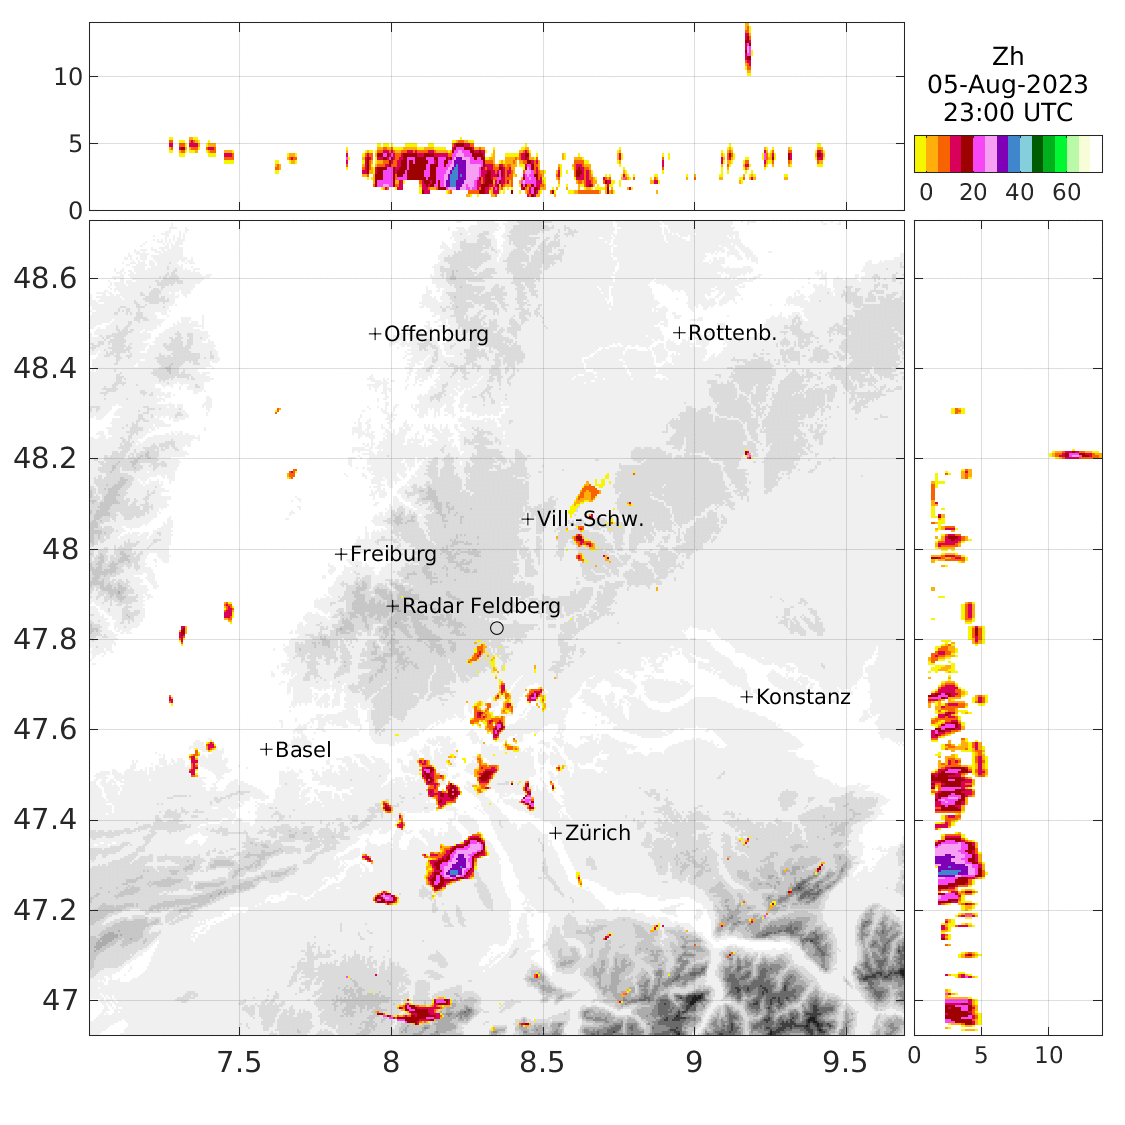 10
5
0
Zh
05-Aug-2023
23:00 UTC
0 20 40 60
48.6
48.4
48.2
48
47.8
47.6
47.4
47.2
47
+Offenburg
+Rottenb.
+Vill.-Schw.
+Freiburg
+Radar Feldberg
+Konstanz
+Basel
+Zürich
7.5 8 8.5 9 9.5
0 5 10